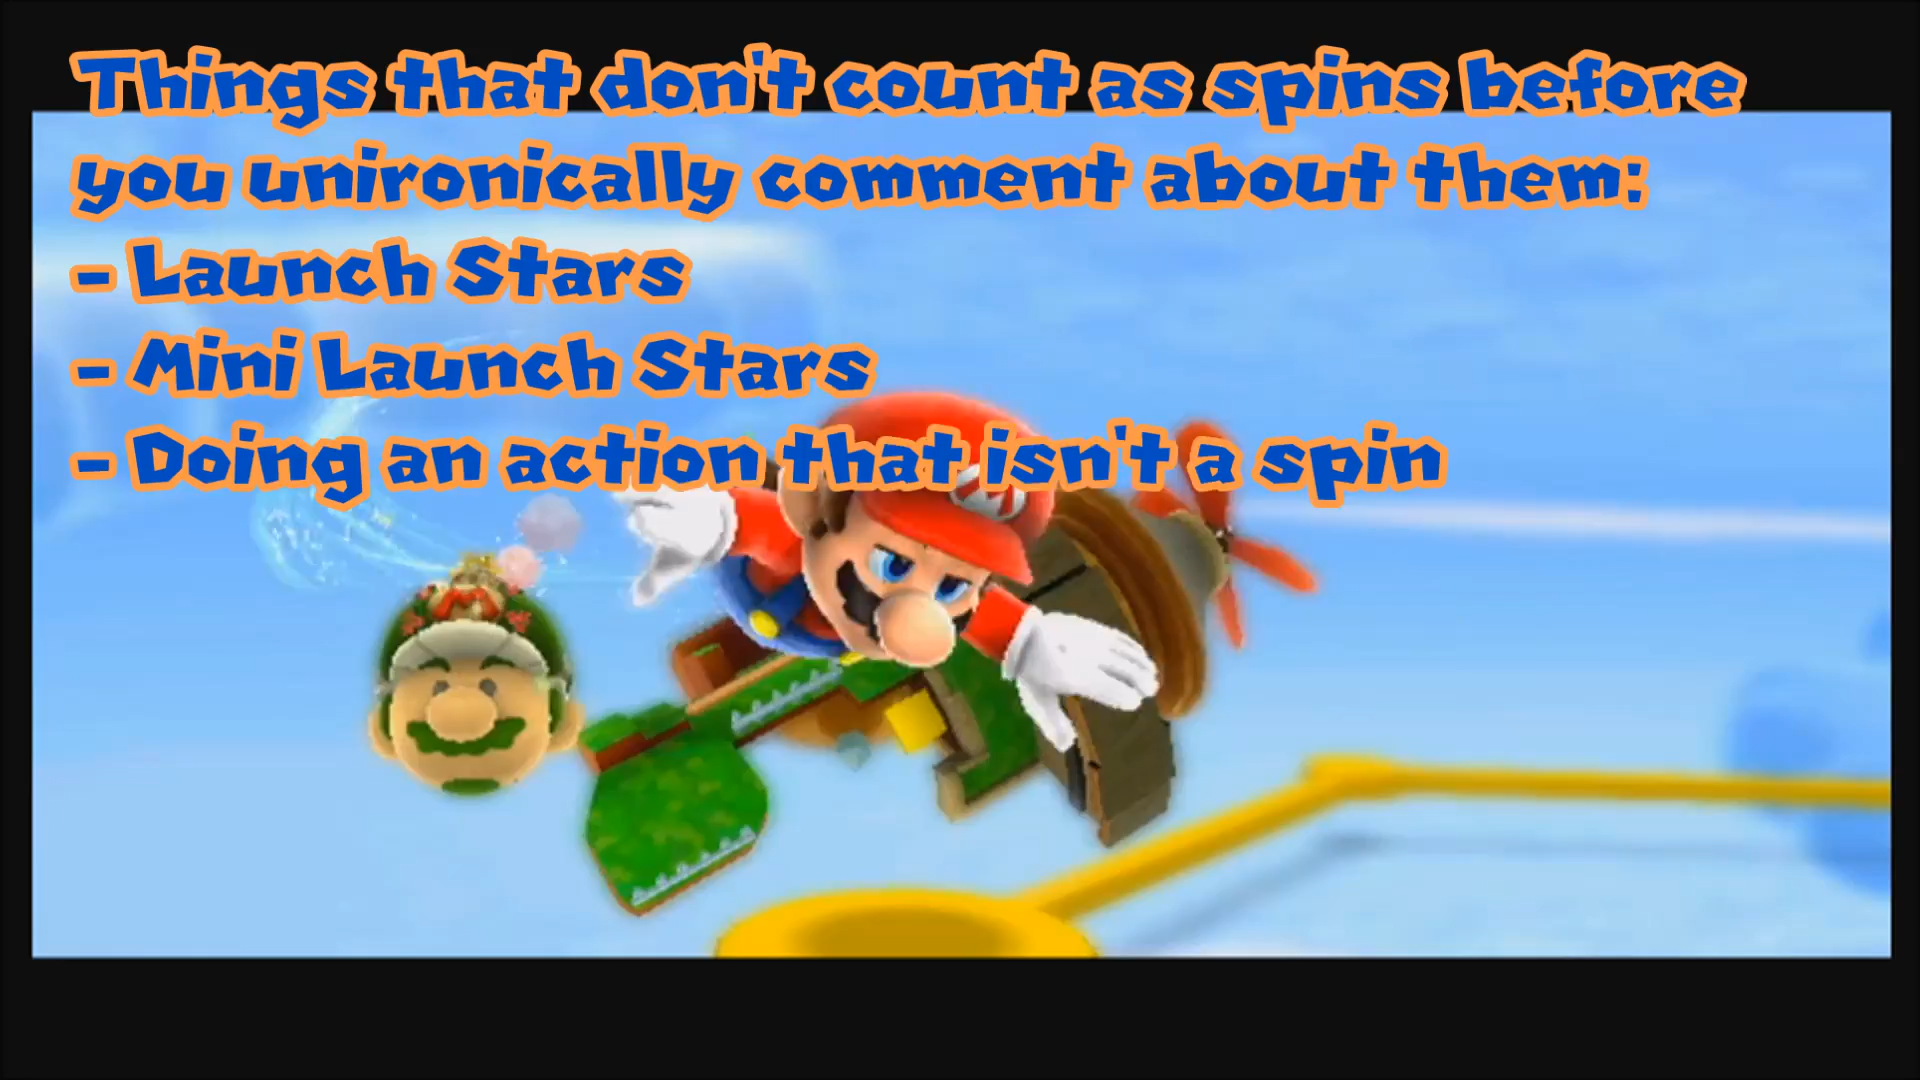 Things that don't count as spins before
you unironically comment about them:
- Launch Stars
- Mini Launch Stars
- Doing an action that isn't a spin
M